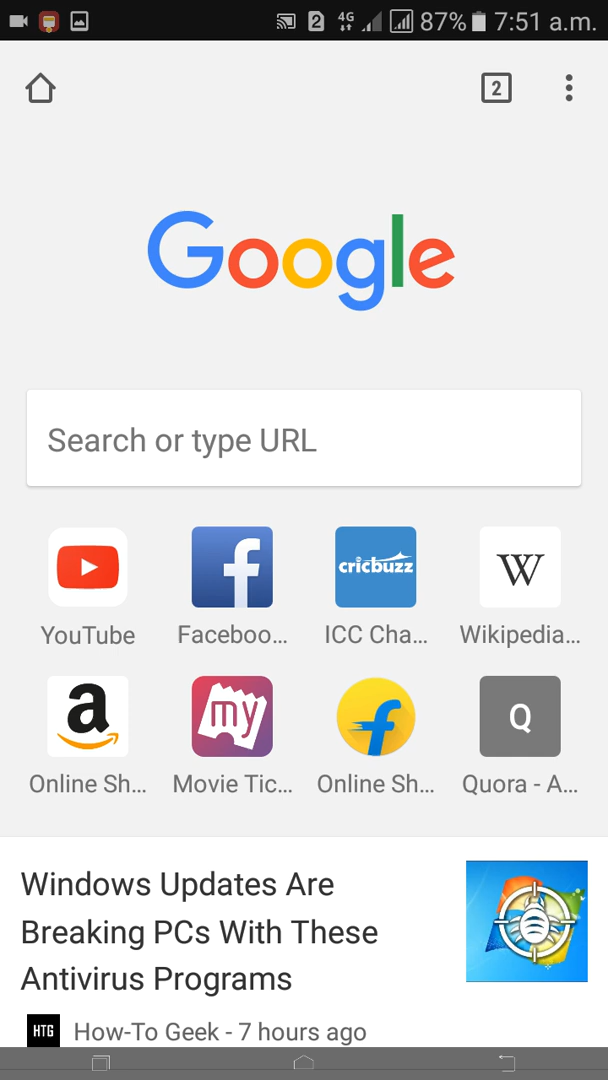 2 4G 87% 7:51 a.m.
2
Google
Search or type URL
cricbuzz W
YouTube Faceboo... ICC Cha... Wikipedia...
a my f Q
Online Sh... Movie Tic... Online Sh... Quora - A...
Windows Updates Are
Breaking PCs With These
Antivirus Programs
HTG How-To Geek - 7 hours ago